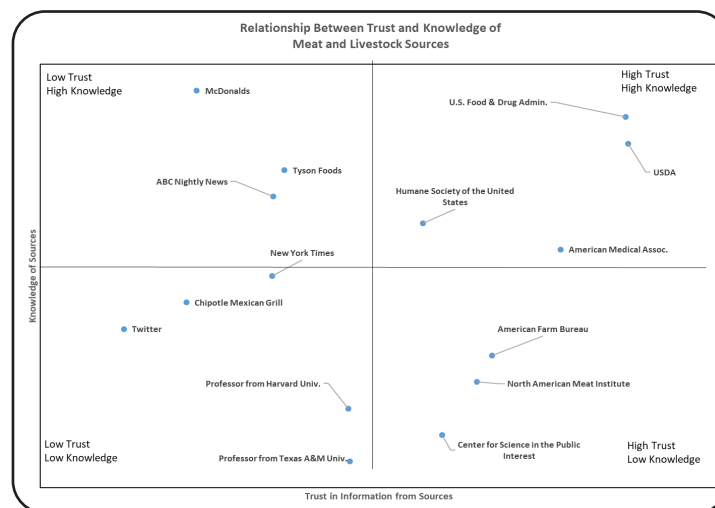 Relationship Between Trust and Knowledge of
Meat and Livestock Sources
Low Trust
High Knowledge
High Trust
High Knowledge
McDonalds
U.S. Food & Drug Admin.
USDA
Tyson Foods
ABC Nightly News
Humane Society of the United
States
American Medical Assoc.
New York Times
Knowledge of Sources
Chipotle Mexican Grill
Twitter
American Farm Bureau
North American Meat Institute
Professor from Harvard Univ.
Center for Science in the Public
Interest
Professor from Texas A&M Univ.
Low Trust
Low Knowledge
High Trust
Low Knowledge
Trust in Information from Sources